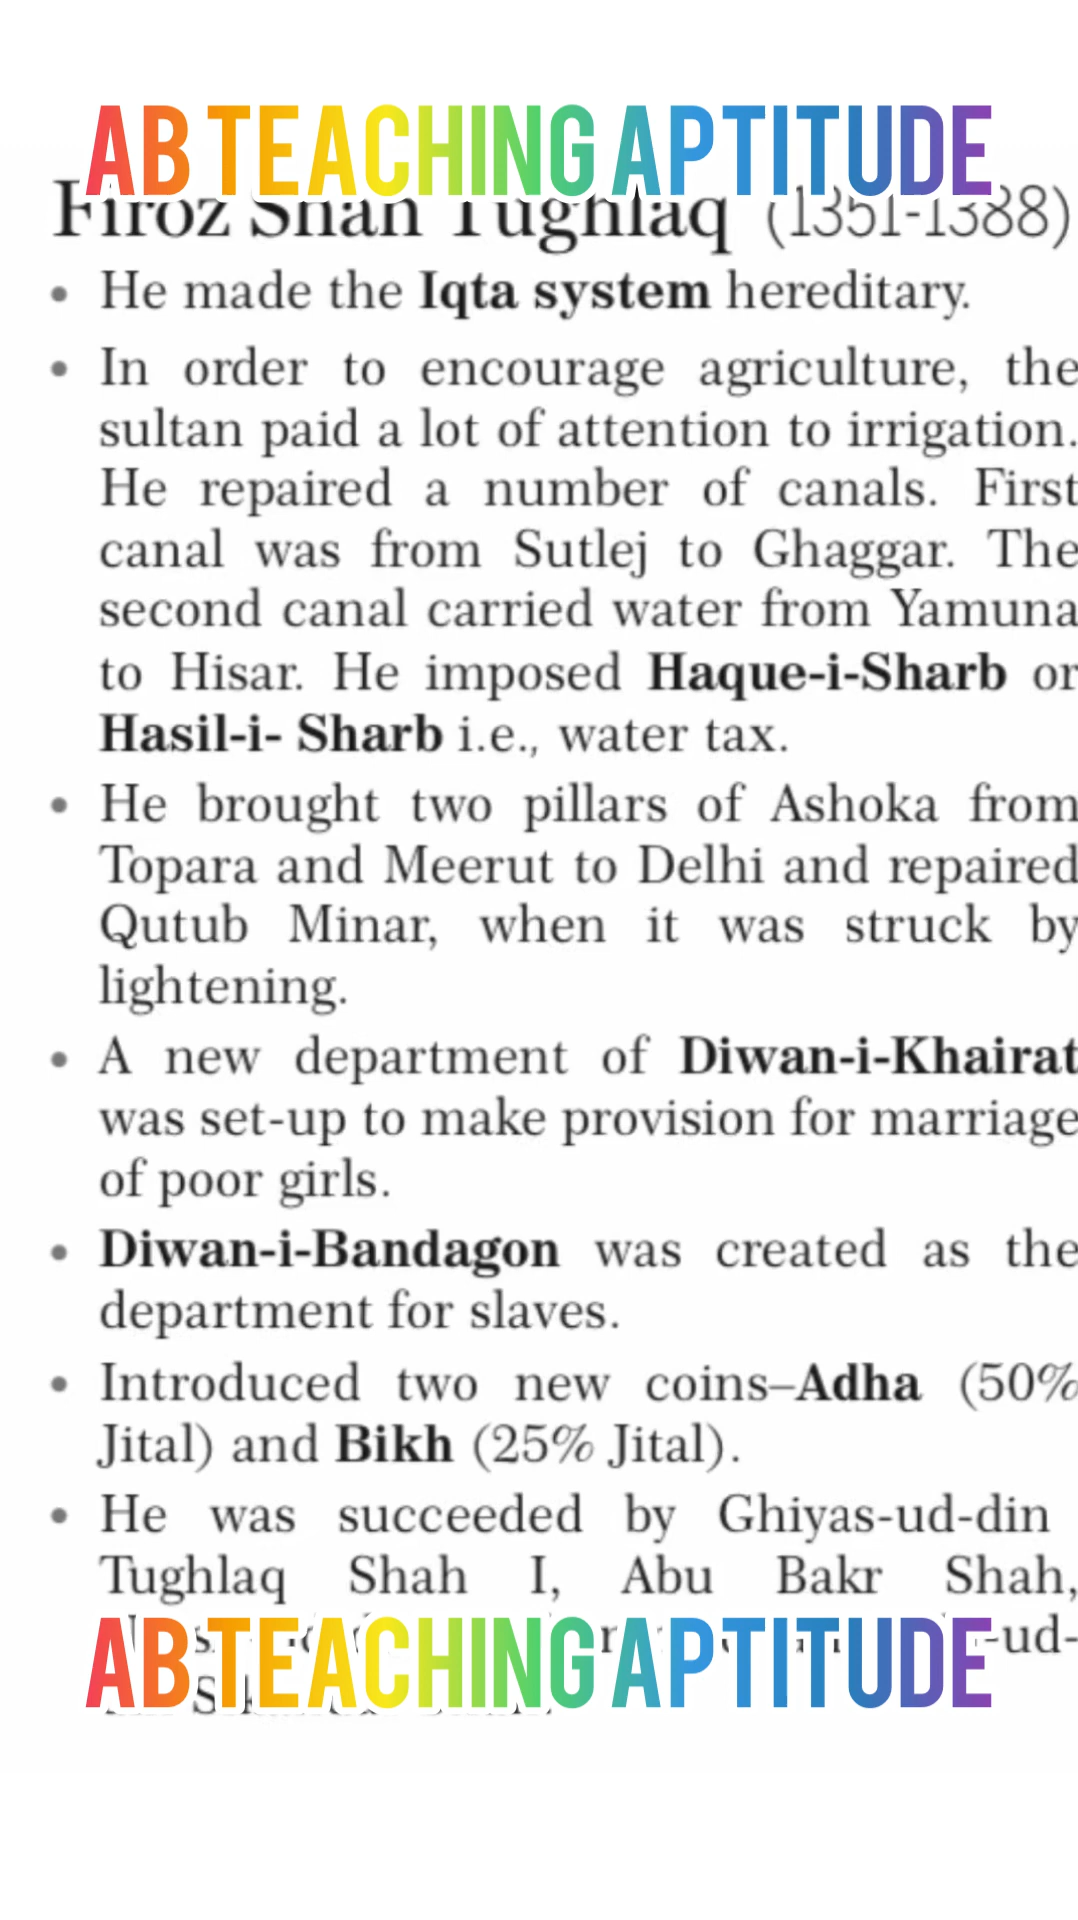 AB TEACHING APTITUDE
Firoz Shah Tughlaq (1351-1388)
• He made the Iqta system hereditary.
• In order to encourage agriculture, the
sultan paid a lot of attention to irrigation.
He repaired a number of canals. First
canal was from Sutlej to Ghaggar. The
second canal carried water from Yamuna
to Hisar. He imposed Haque-i-Sharb or
Hasil-i- Sharb i.e., water tax.
• He brought two pillars of Ashoka from
Topara and Meerut to Delhi and repaired
Qutub Minar, when it was struck by
lightening.
• A new department of Diwan-i-Khairat
was set-up to make provision for marriage
of poor girls.
• Diwan-i-Bandagon was created as the
department for slaves.
• Introduced two new coins–Adha (50%
Jital) and Bikh (25% Jital).
• He was succeeded by Ghiyas-ud-din
Tughlaq Shah I, Abu Bakr Shah,
-ud-
AB TEACHING APTITUDE